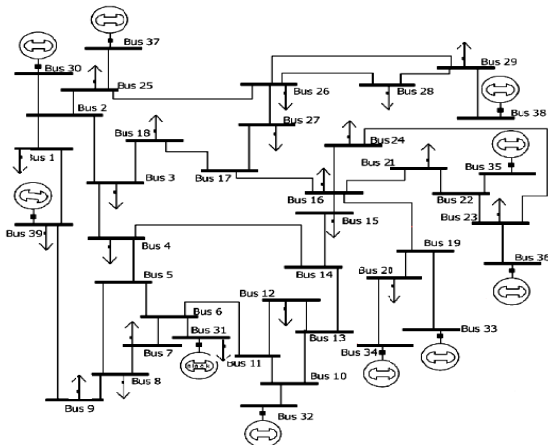 Bus 37
Bus 30
Bus 25
Bus 2
Bus 29
Bus 26
Bus 28
Bus 38
Bus 27
Bus 18
Bus 24
Bus 1
Bus 17
Bus 21
Bus 35
Bus 3
Bus 16
Bus 22
Bus 15
Bus 23
Bus 39
Bus 4
Bus 19
Bus 14
Bus 36
Bus 5
Bus 20
Bus 12
Bus 6
Bus 31
Bus 13
Bus 33
Bus 7
Bus 11
Bus 34
Bus 8
Bus 10
Bus 9
Bus 32